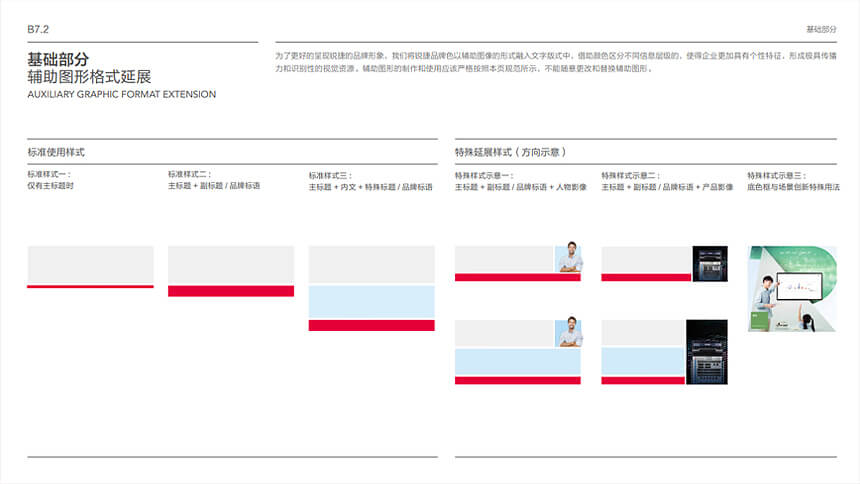 B7.2
基础部分
基础部分
辅助图形格式延展
AUXILIARY GRAPHIC FORMAT EXTENSION
为了更好的呈现锐捷的品牌形象，我们将锐捷品牌色以辅助图像的形式融入文字版式中，借助颜色区分不同信息层级的，使得企业更加具有个性特征，形成极具传播
力和识别性的视觉资源。辅助图形的制作和使用应该严格按照本页规范所示，不能随意更改和替换辅助图形。
标准使用样式
标准样式一：
仅有主标题时
标准样式二：
主标题 + 副标题 / 品牌标语
标准样式三：
主标题 + 内文 + 特殊标题 / 品牌标语
特殊延展样式（方向示意）
特殊样式示意一：
主标题 + 副标题 / 品牌标语 + 人物影像
特殊样式示意二：
主标题 + 副标题 / 品牌标语 + 产品影像
特殊样式示意三：
底色框与场景创新特殊用法